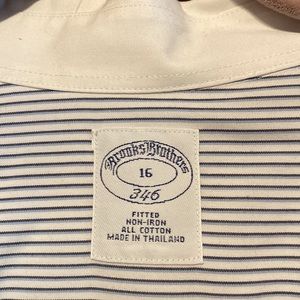 Brooks Brothers
16
346
FITTED
NON-IRON
ALL COTTON
MADE IN THAILAND